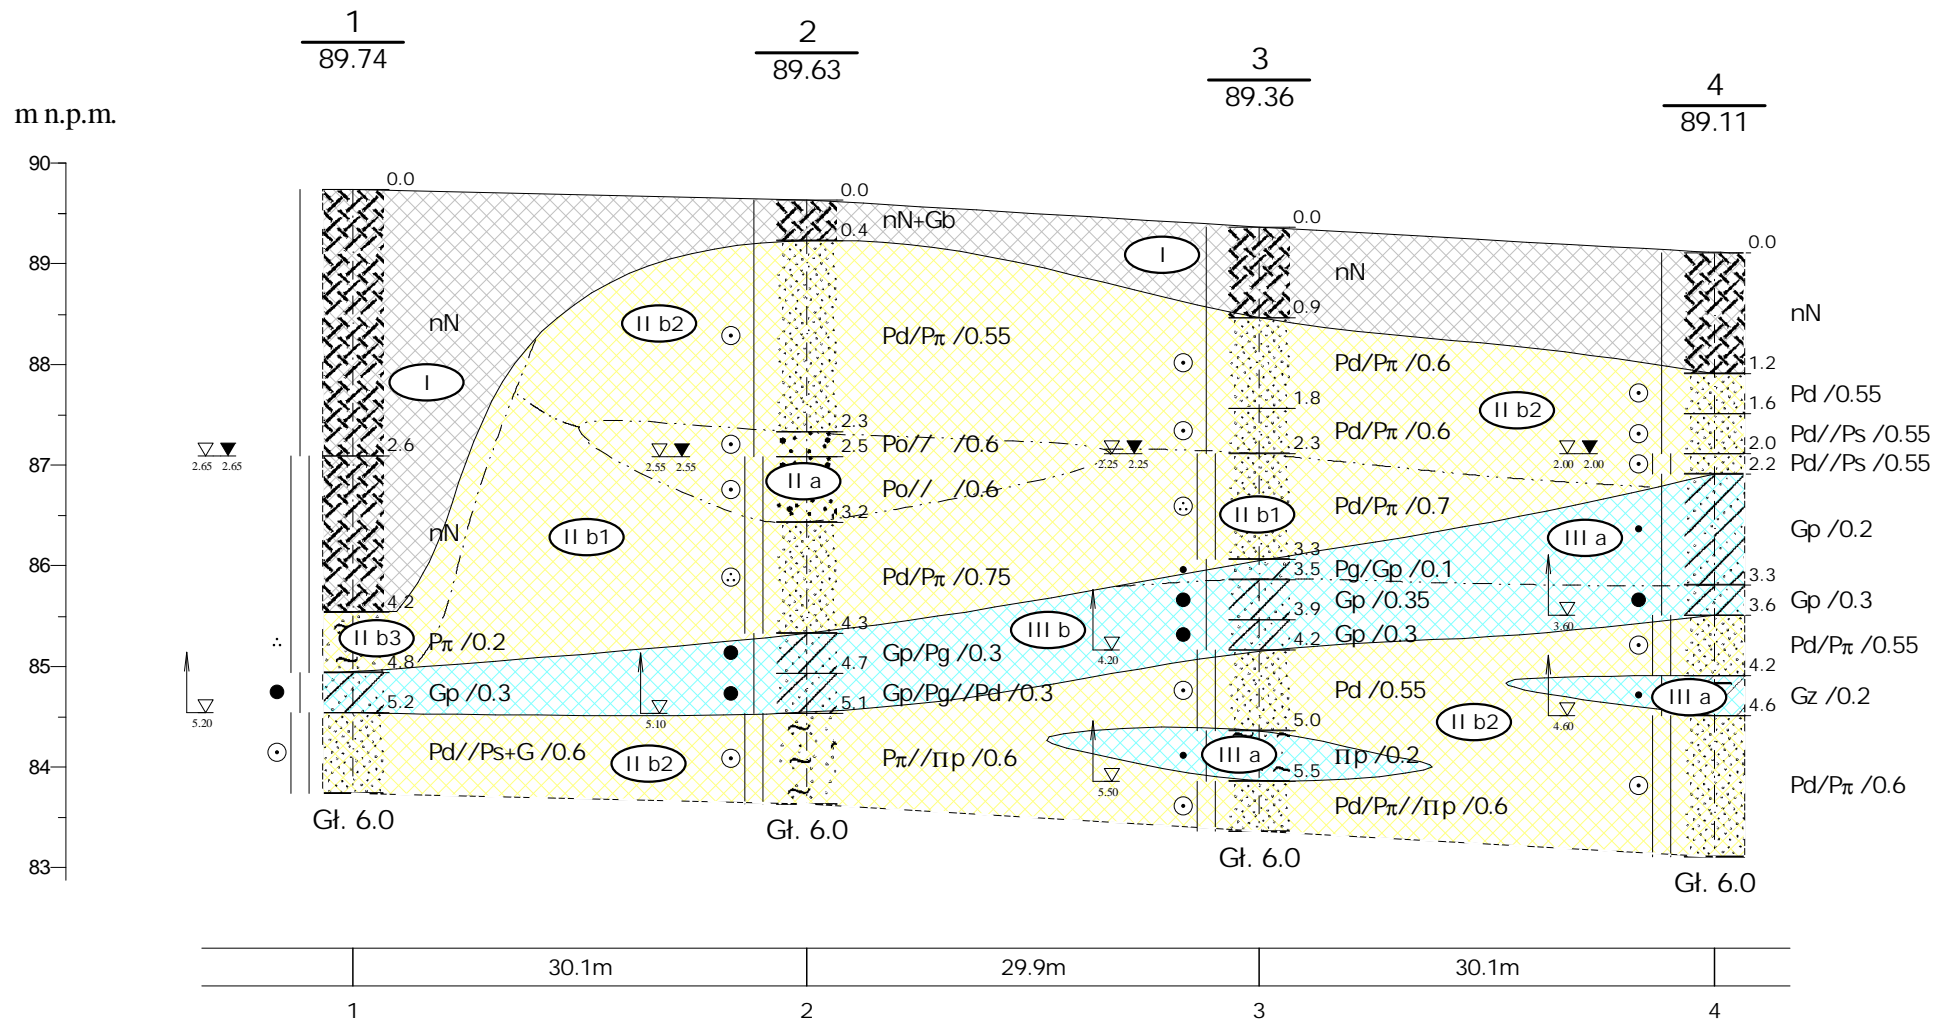 1
89.74
2
89.63
3
89.36
4
89.11
m n.p.m.
90
89
88
87
86
85
84
83
0.0
2.6
4.2
4.8
5.2
nN
I
nN
II b3
Pπ /0.2
Gp /0.3
Pd//Ps+G /0.6
Gł. 6.0
2.65 2.65
5.20
0.0
0.4
2.3
2.5
3.2
4.3
4.7
5.1
nN+Gb
II b2
Pd/Pπ /0.55
Po// /0.6
II a
Po// /0.6
II b1
Pd/Pπ /0.75
Gp/Pg /0.3
Gp/Pg//Pd /0.3
II b2
Pπ//Πp /0.6
Gł. 6.0
2.55 2.55
5.10
0.0
0.9
1.8
2.3
3.3
3.5
3.9
4.2
5.0
5.5
I
nN
Pd/Pπ /0.6
Pd/Pπ /0.6
II b1
Pd/Pπ /0.7
Pg/Gp /0.1
III b
Gp /0.35
Gp /0.3
Pd /0.55
III a
Πp /0.2
Pd/Pπ//Πp /0.6
Gł. 6.0
2.25 2.25
4.20
5.50
0.0
1.2
1.6
2.0
2.2
3.3
3.6
4.2
4.6
nN
II b2
Pd /0.55
Pd//Ps /0.55
Pd//Ps /0.55
III a
Gp /0.2
Gp /0.3
Pd/Pπ /0.55
III a
Gz /0.2
II b2
Pd/Pπ /0.6
Gł. 6.0
2.00 2.00
3.60
4.60
30.1m
29.9m
30.1m
1
2
3
4